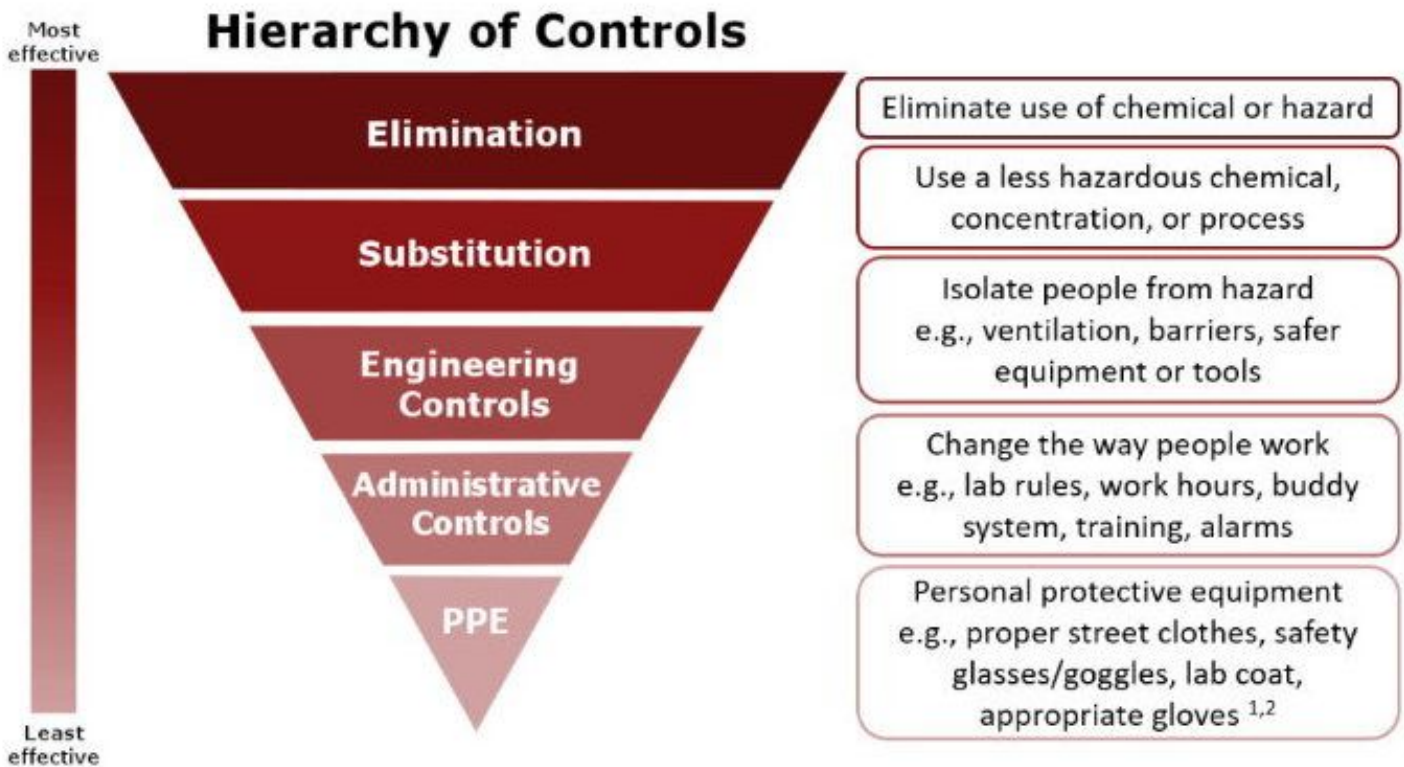 Hierarchy of Controls
Most
effective
Elimination
Eliminate use of chemical or hazard
Substitution
Use a less hazardous chemical,
concentration, or process
Engineering
Controls
Isolate people from hazard
e.g., ventilation, barriers, safer
equipment or tools
Administrative
Controls
Change the way people work
e.g., lab rules, work hours, buddy
system, training, alarms
PPE
Personal protective equipment
e.g., proper street clothes, safety
glasses/goggles, lab coat,
appropriate gloves 1,2
Least
effective